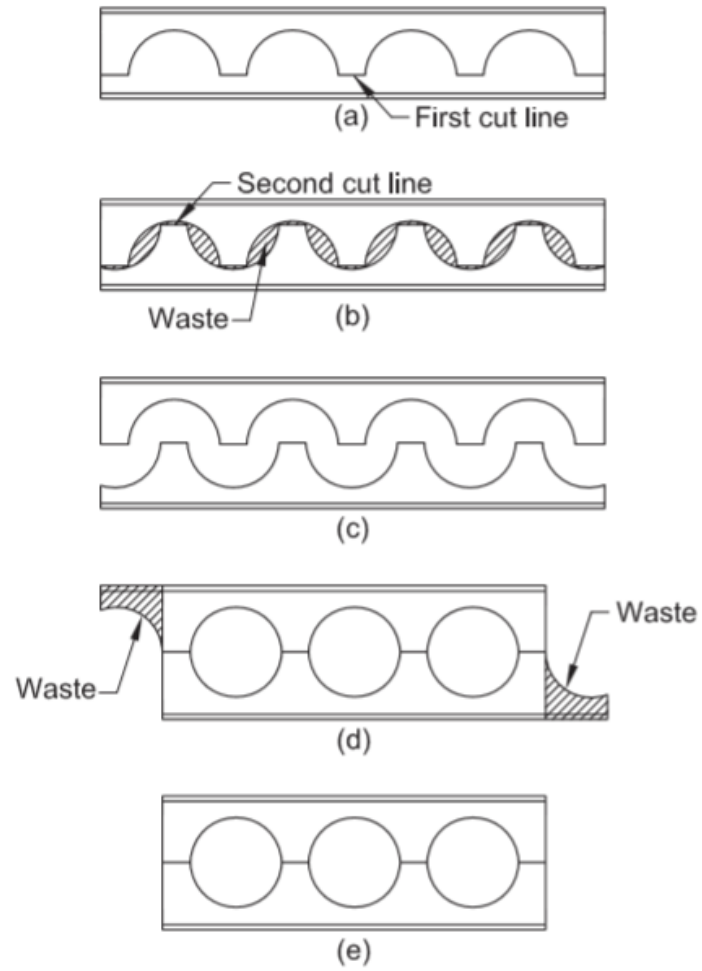 First cut line
(a)
Second cut line
Waste
(b)
(c)
Waste
Waste
(d)
(e)